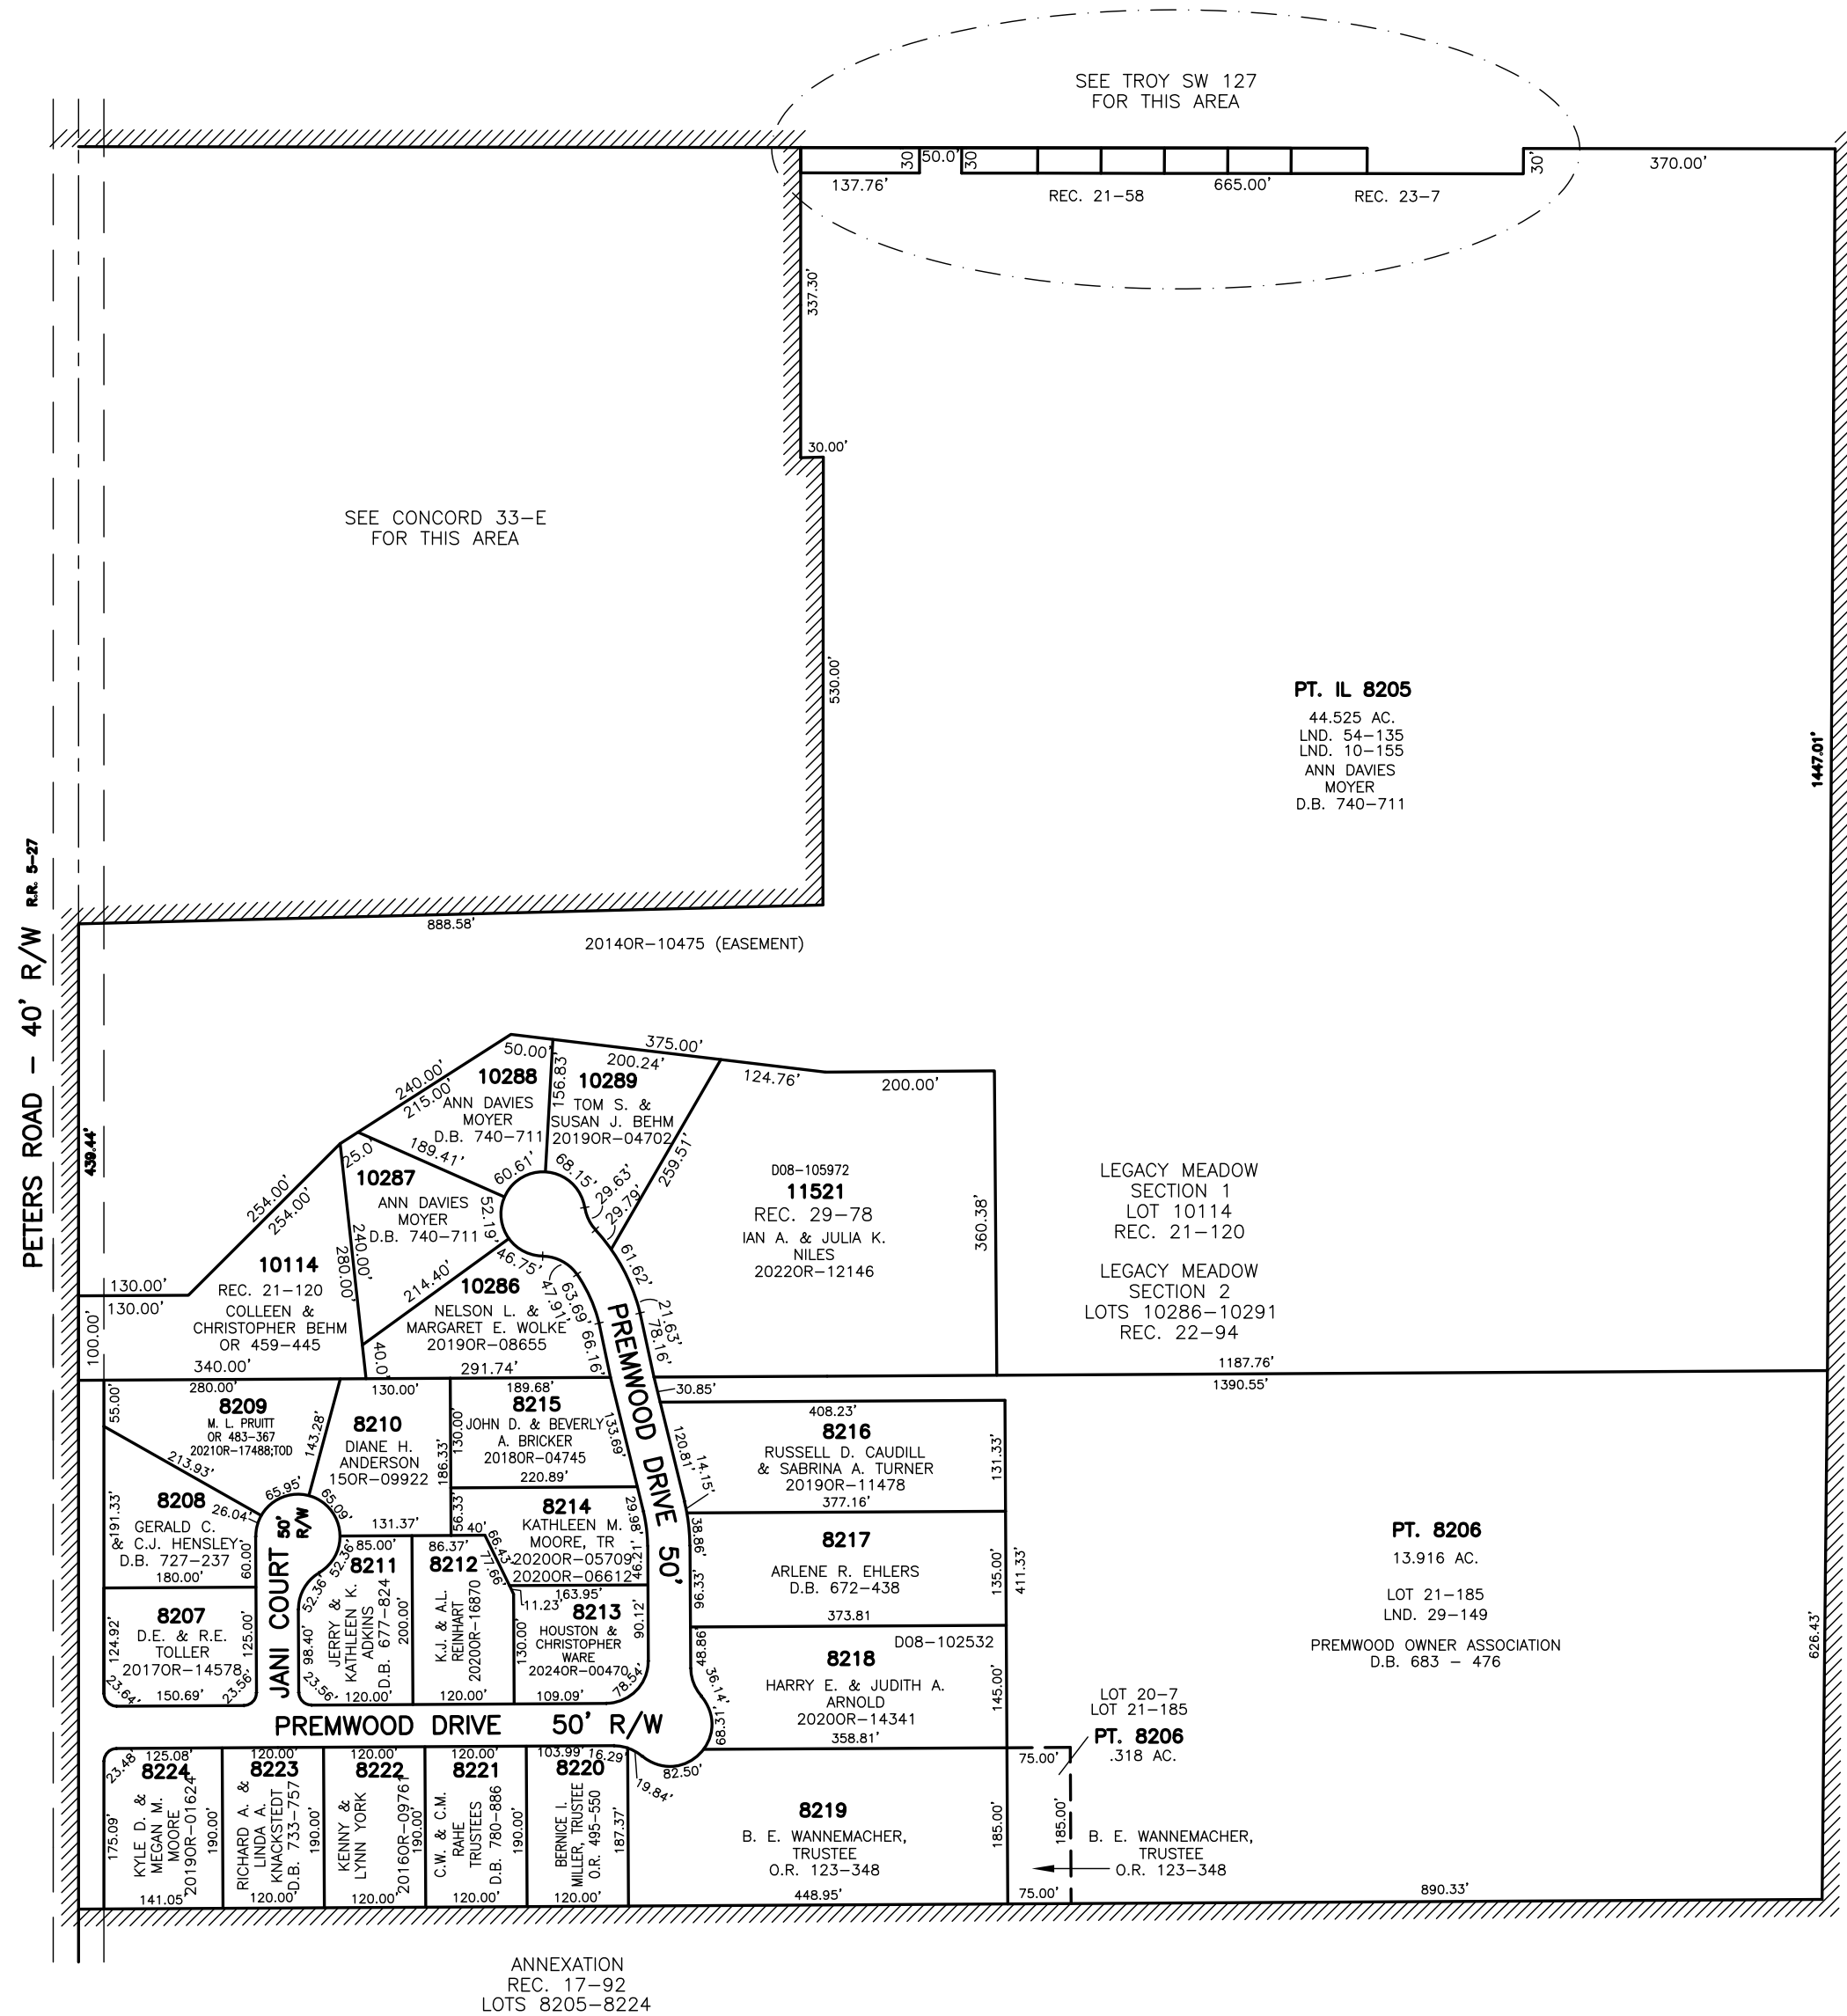 SEE TROY SW 127
FOR THIS AREA
30
50.0'
30
30'
370.00'
137.76'
665.00'
REC. 21-58
REC. 23-7
337.30'
30.00'
SEE CONCORD 33-E
FOR THIS AREA
530.00'
PT. IL 8205
44.525 AC.
LND. 54-135
LND. 10-155
ANN DAVIES
MOYER
D.B. 740-711
1447.01'
PETERS ROAD - 40' R/W R.R. 5-27
888.58'
2014OR-10475 (EASEMENT)
439.44'
375.00'
50.00'
200.24'
124.76'
200.00'
240.00'
215.00'
156.83'
10288
ANN DAVIES
MOYER
D.B. 740-711
10289
TOM S. &
SUSAN J. BEHM
2019OR-04702
259.51'
25.0'
189.41'
60.61'
68.15'
29.63'
29.79'
10287
ANN DAVIES
MOYER
D.B. 740-711
52.19'
46.75'
47.91'
63.69'
66.16'
61.62'
21.63'
78.16'
D08-105972
11521
REC. 29-78
IAN A. & JULIA K.
NILES
2022OR-12146
360.38'
LEGACY MEADOW
SECTION 1
LOT 10114
REC. 21-120
LEGACY MEADOW
SECTION 2
LOTS 10286-10291
REC. 22-94
254.00'
254.00'
240.00'
280.00'
214.40'
130.00'
130.00'
100.00'
10114
REC. 21-120
COLLEEN &
CHRISTOPHER BEHM
OR 459-445
340.00'
10286
NELSON L. &
MARGARET E. WOLKE
2019OR-08655
291.74'
40.0'
PREMWOOD DRIVE 50'
1187.76'
1390.55'
30.85'
280.00'
55.00'
8209
M. L. PRUITT
OR 483-367
2021OR-17488;TOD
143.28'
130.00'
8210
DIANE H.
ANDERSON
15OR-09922
186.33'
131.37'
189.68'
8215
JOHN D. & BEVERLY
A. BRICKER
2018OR-04745
130.00'
220.89'
133.69'
120.81'
14.15'
408.23'
8216
RUSSELL D. CAUDILL
& SABRINA A. TURNER
2019OR-11478
377.16'
131.33'
213.93'
65.95'
65.09'
26.04'
8208
GERALD C.
& C.J. HENSLEY
D.B. 727-237
191.33'
180.00'
60.00'
50'
R/W
JANI COURT
56.33'
40'
8214
KATHLEEN M.
MOORE, TR
2020OR-05709
2020OR-06612
29.98'
46.21'
66.43'
77.66'
11.23'
163.95'
38.86'
96.33'
8217
ARLENE R. EHLERS
D.B. 672-438
373.81
135.00'
411.33'
PT. 8206
13.916 AC.
LOT 21-185
LND. 29-149
PREMWOOD OWNER ASSOCIATION
D.B. 683 - 476
626.43'
8207
D.E. & R.E.
TOLLER
2017OR-14578
124.92'
125.00'
23.64'
150.69'
23.56'
52.36'
52.36'
98.40'
23.56'
85.00'
8211
JERRY &
KATHLEEN K.
ADKINS
D.B. 677-824
200.00'
120.00'
86.37'
8212
K.J. & A.L.
REINHART
2020OR-16870
120.00'
130.00'
8213
HOUSTON &
CHRISTOPHER
WARE
2024OR-00470
90.12'
109.09'
78.54'
48.86'
36.14'
68.31'
D08-102532
8218
HARRY E. & JUDITH A.
ARNOLD
2020OR-14341
358.81'
145.00'
PREMWOOD DRIVE 50' R/W
LOT 20-7
LOT 21-185
PT. 8206
.318 AC.
23.48'
125.08'
8224
KYLE D. &
MEGAN M.
MOORE
2019OR-01624
175.09'
190.00'
141.05'
120.00'
8223
RICHARD A. &
LINDA A.
KNACKSTEDT
D.B. 733-757
190.00'
120.00'
120.00'
8222
KENNY &
LYNN YORK
2016OR-09761
190.00'
120.00'
120.00'
8221
C.W. & C.M.
RAHE
TRUSTEES
D.B. 780-886
190.00'
120.00'
103.99'
16.29'
8220
BERNICE I.
MILLER, TRUSTEE
O.R. 495-550
187.37'
120.00'
19.84'
82.50'
8219
B. E. WANNEMACHER,
TRUSTEE
O.R. 123-348
448.95'
185.00'
75.00'
185.00'
75.00'
B. E. WANNEMACHER,
TRUSTEE
O.R. 123-348
890.33'
ANNEXATION
REC. 17-92
LOTS 8205-8224